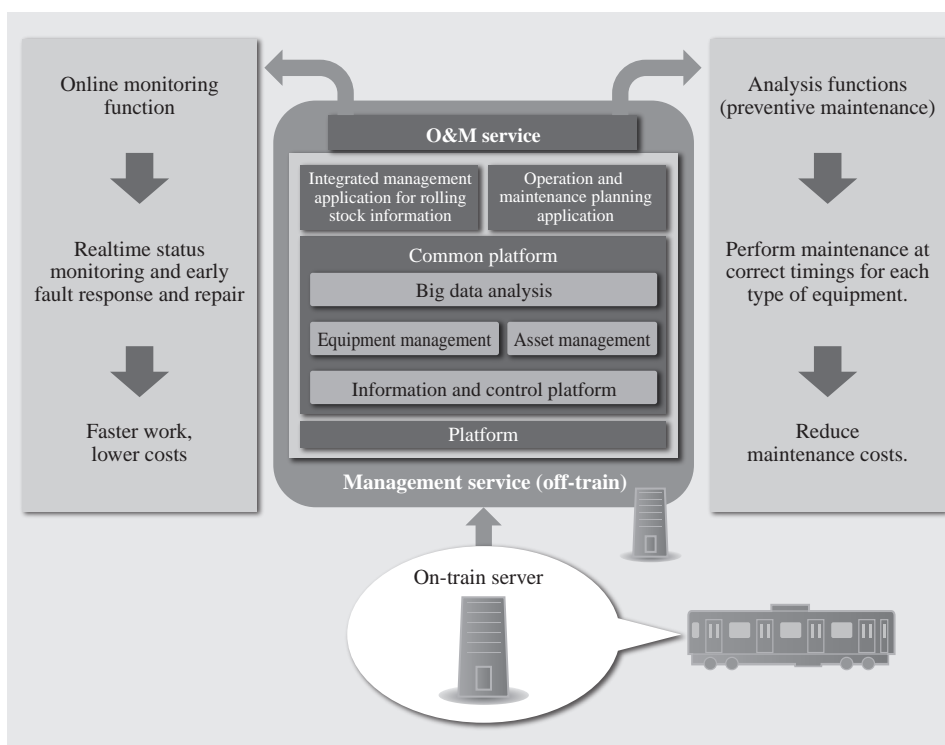 Online monitoring
function
Realtime status
monitoring and early
fault response and repair
Faster work,
lower costs
O&M service
Integrated management
application for rolling
stock information
Operation and
maintenance planning
application
Common platform
Big data analysis
Equipment management
Asset management
Information and control platform
Platform
Management service (off-train)
On-train server
Analysis functions
(preventive maintenance)
Perform maintenance at
correct timings for each
type of equipment.
Reduce
maintenance costs.